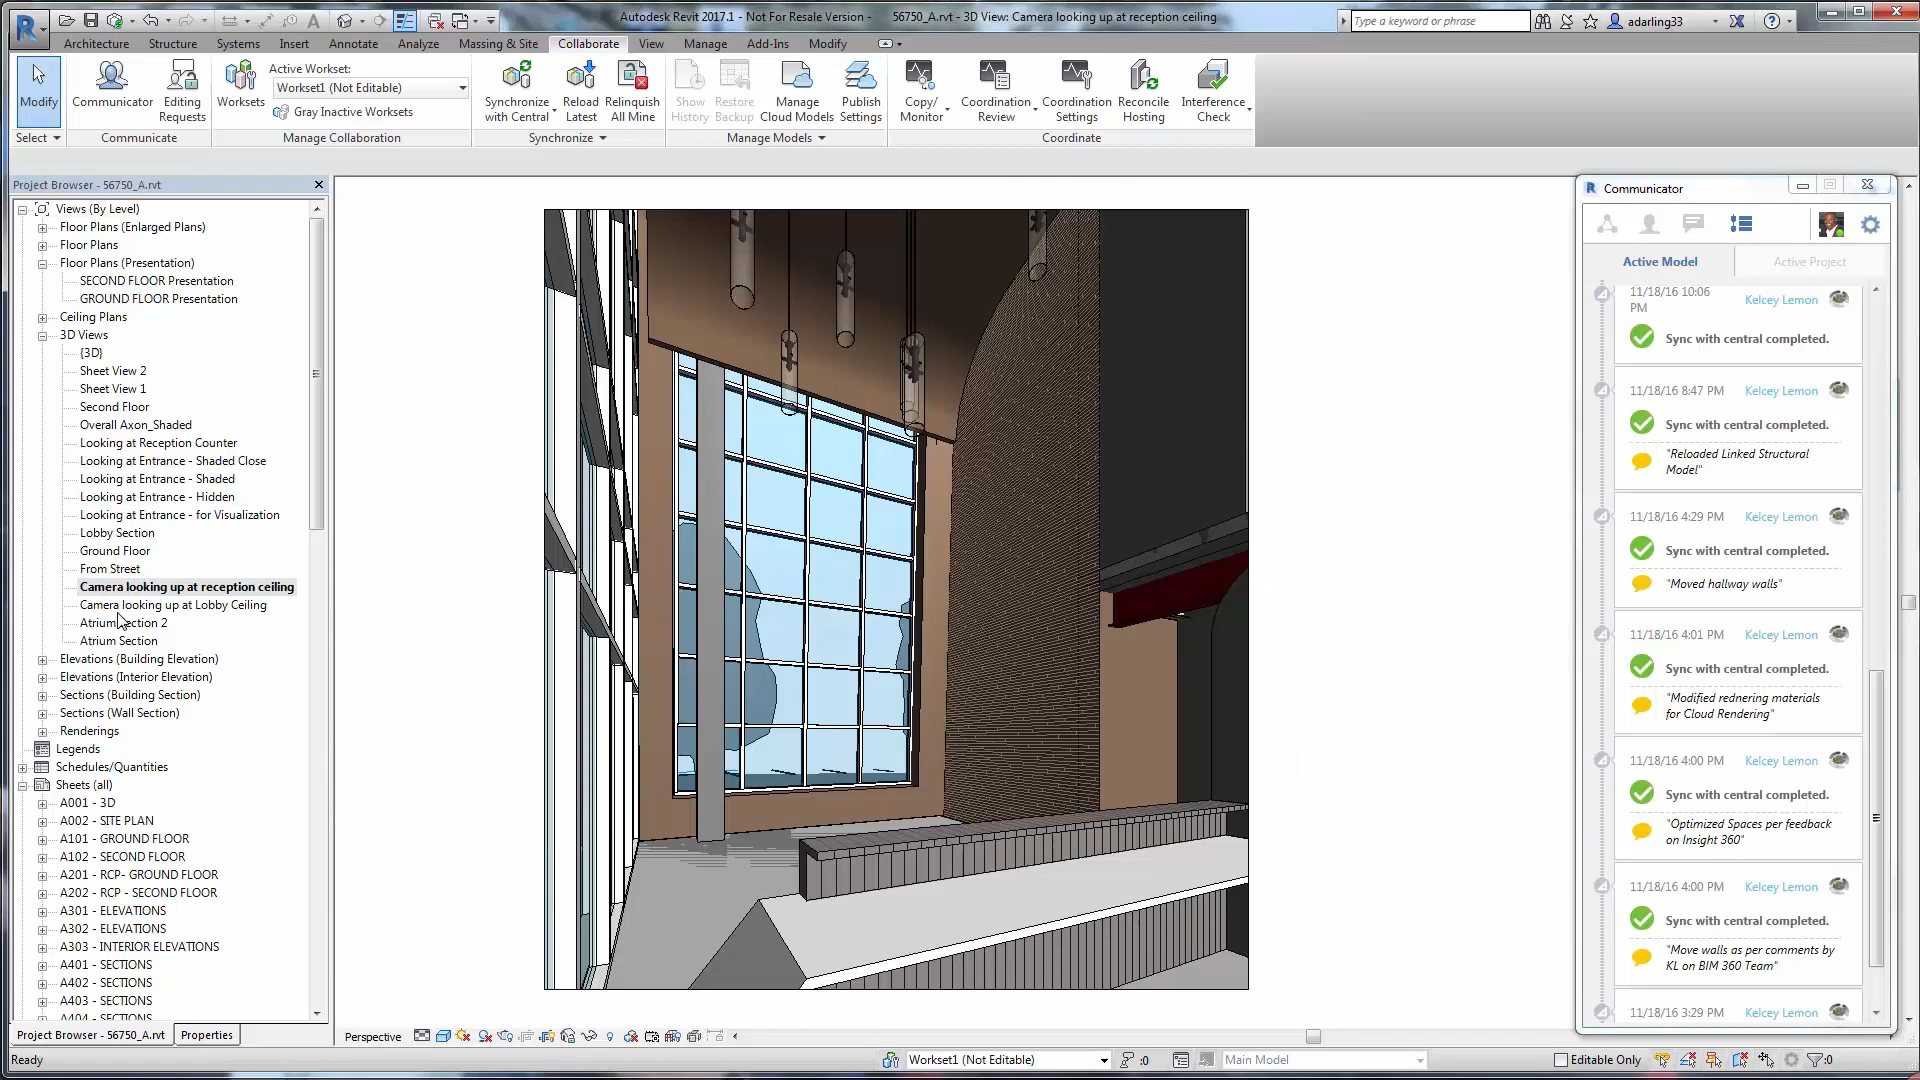 Autodesk Revit 2017.1 - Not For Resale Version - 56750_A.rvt - 3D View: Camera looking up at reception ceiling
Type a keyword or phrase
adarling33
Architecture Structure Systems Insert Annotate Analyze Massing & Site Collaborate View Manage Add-Ins Modify
Modify
Communicator
Editing
Requests
Worksets
Active Workset:
Workset1 (Not Editable)
Gray Inactive Worksets
Synchronize
with Central
Reload
Latest
Relinquish
All Mine
Show
History
Restore
Backup
Manage
Cloud Models
Publish
Settings
Copy/
Monitor
Coordination
Review
Coordination
Settings
Reconcile
Hosting
Interference
Check
Select Communicate Manage Collaboration Synchronize Manage Models Coordinate
Project Browser - 56750_A.rvt
Views (By Level)
Floor Plans (Enlarged Plans)
Floor Plans
Floor Plans (Presentation)
SECOND FLOOR Presentation
GROUND FLOOR Presentation
Ceiling Plans
3D Views
{3D}
Sheet View 2
Sheet View 1
Second Floor
Overall Axon_Shaded
Looking at Reception Counter
Looking at Entrance - Shaded Close
Looking at Entrance - Shaded
Looking at Entrance - Hidden
Looking at Entrance - for Visualization
Lobby Section
Ground Floor
From Street
Camera looking up at reception ceiling
Camera looking up at Lobby Ceiling
Atrium Section 2
Atrium Section
Elevations (Building Elevation)
Elevations (Interior Elevation)
Sections (Building Section)
Sections (Wall Section)
Renderings
Legends
Schedules/Quantities
Sheets (all)
A001 - 3D
A002 - SITE PLAN
A101 - GROUND FLOOR
A102 - SECOND FLOOR
A201 - RCP- GROUND FLOOR
A202 - RCP - SECOND FLOOR
A301 - ELEVATIONS
A302 - ELEVATIONS
A303 - INTERIOR ELEVATIONS
A401 - SECTIONS
A402 - SECTIONS
A403 - SECTIONS
A404 - SECTIONS
Project Browser - 56750_A.rvt Properties
Communicator
Active Model Active Project
11/18/16 10:06
PM
Kelcey Lemon
Sync with central completed.
11/18/16 8:47 PM Kelcey Lemon
Sync with central completed.
"Reloaded Linked Structural
Model"
11/18/16 4:29 PM Kelcey Lemon
Sync with central completed.
"Moved hallway walls"
11/18/16 4:01 PM Kelcey Lemon
Sync with central completed.
"Modified rednering materials
for Cloud Rendering"
11/18/16 4:00 PM Kelcey Lemon
Sync with central completed.
"Optimized Spaces per feedback
on Insight 360"
11/18/16 4:00 PM Kelcey Lemon
Sync with central completed.
"Move walls as per comments by
KL on BIM 360 Team"
11/18/16 3:29 PM Kelcey Lemon
Perspective
Ready
Workset1 (Not Editable)
:0
Main Model
Editable Only
:0